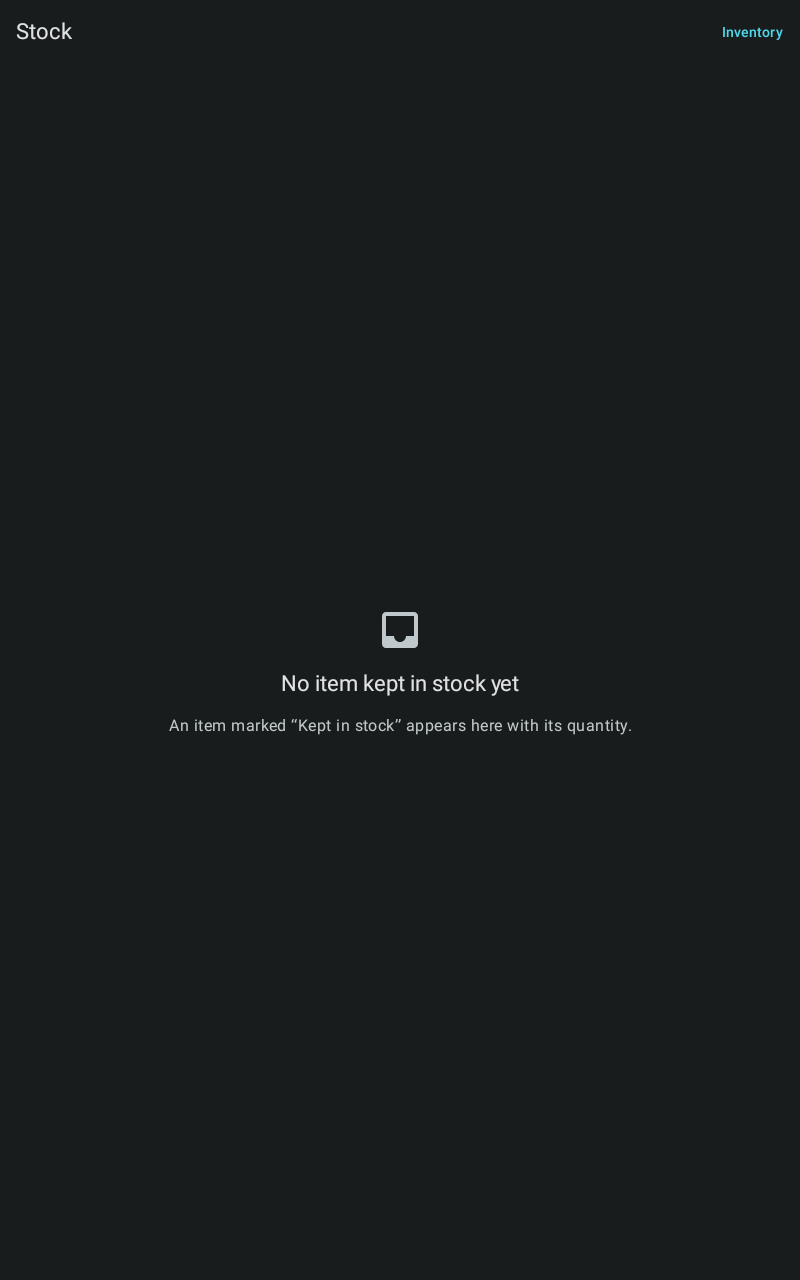 Stock
Inventory
No item kept in stock yet
An item marked “Kept in stock” appears here with its quantity.